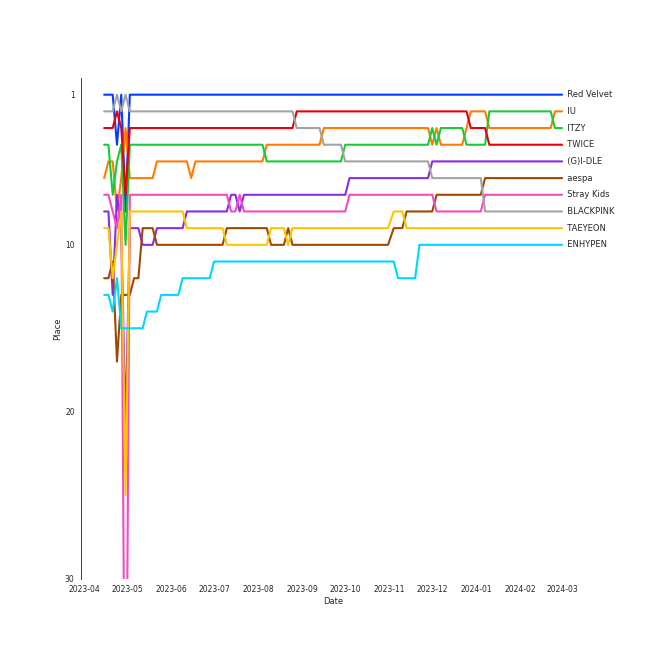 1
10
20
30
Place
2023-04 2023-05 2023-06 2023-07 2023-08 2023-09 2023-10 2023-11 2023-12 2024-01 2024-02 2024-03
Date
Red Velvet
IU
ITZY
TWICE
(G)I-DLE
aespa
Stray Kids
BLACKPINK
TAEYEON
ENHYPEN